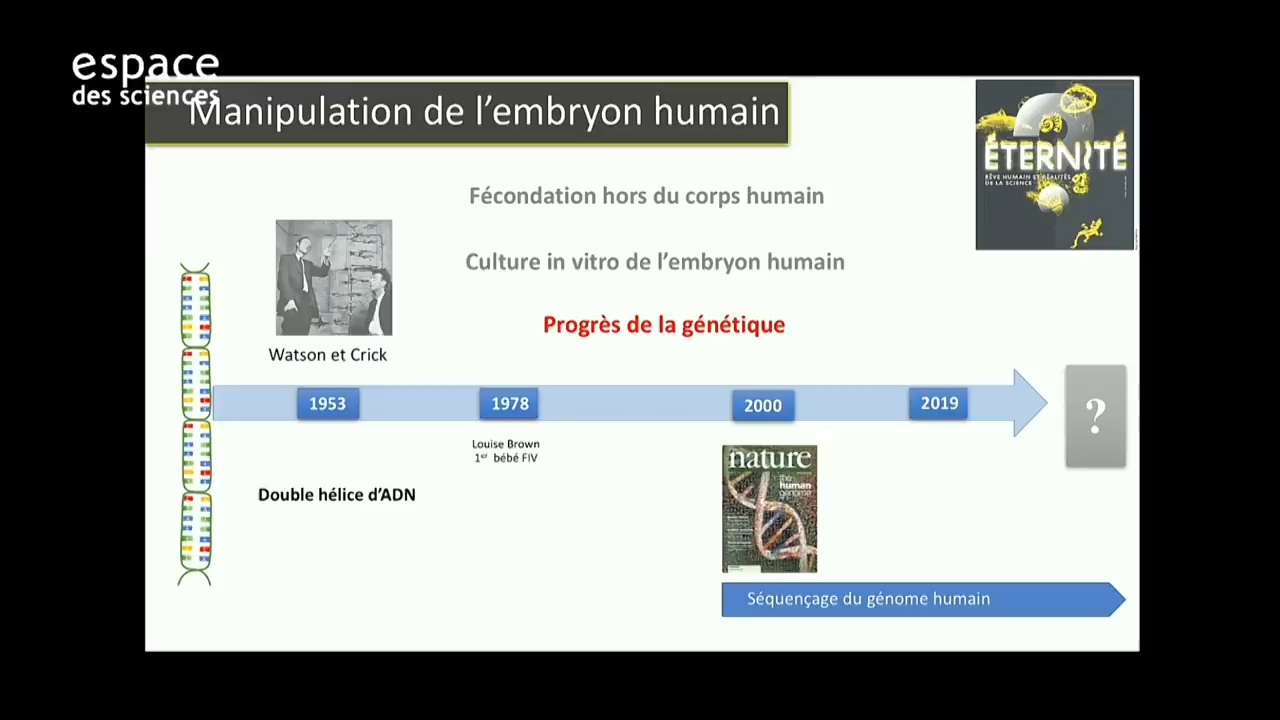 espace
des sciences
Manipulation de l’embryon humain
ÉTERNITÉ
RÊVE HUMAIN ET RÉALITÉS
DE LA SCIENCE
Fécondation hors du corps humain
Culture in vitro de l’embryon humain
Progrès de la génétique
Watson et Crick
1953
1978
2000
2019
?
Louise Brown
1er bébé FIV
Double hélice d’ADN
nature
the
human
genome
Séquençage du génome humain